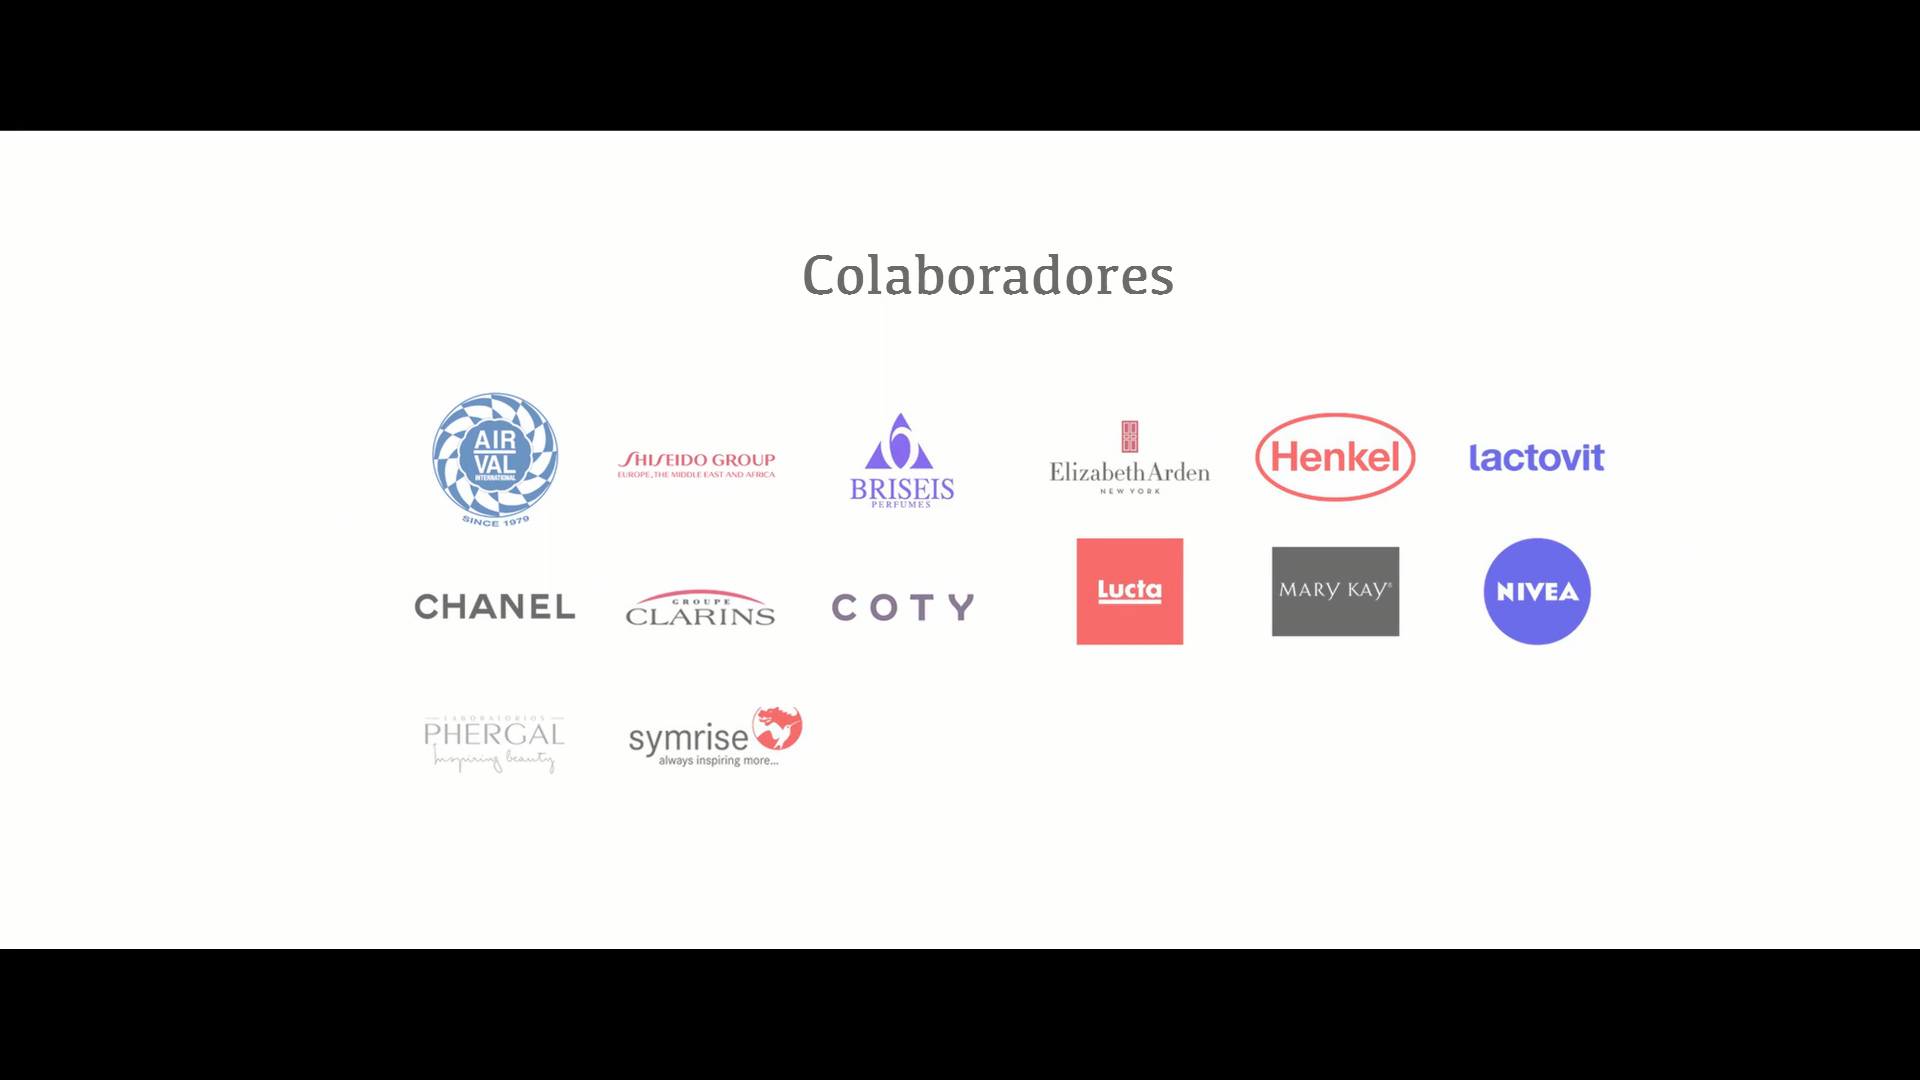 Colaboradores
AIR
VAL
INTERNATIONAL
SINCE 1979
SHISEIDO GROUP
EUROPE, THE MIDDLE EAST AND AFRICA
BRISEIS
PERFUMES
Elizabeth Arden
NEW YORK
Henkel
lactovit
CHANEL
GROUPE
CLARINS
COTY
Lucta
MARY KAY®
NIVEA
LABORATORIOS
PHERGAL
Inspiring beauty
symrise
always inspiring more...